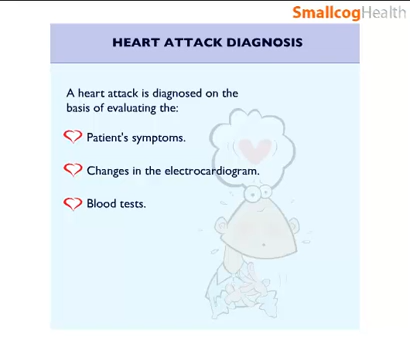 SmallcogHealth
HEART ATTACK DIAGNOSIS
A heart attack is diagnosed on the
basis of evaluating the:
Patient's symptoms.
Changes in the electrocardiogram.
Blood tests.